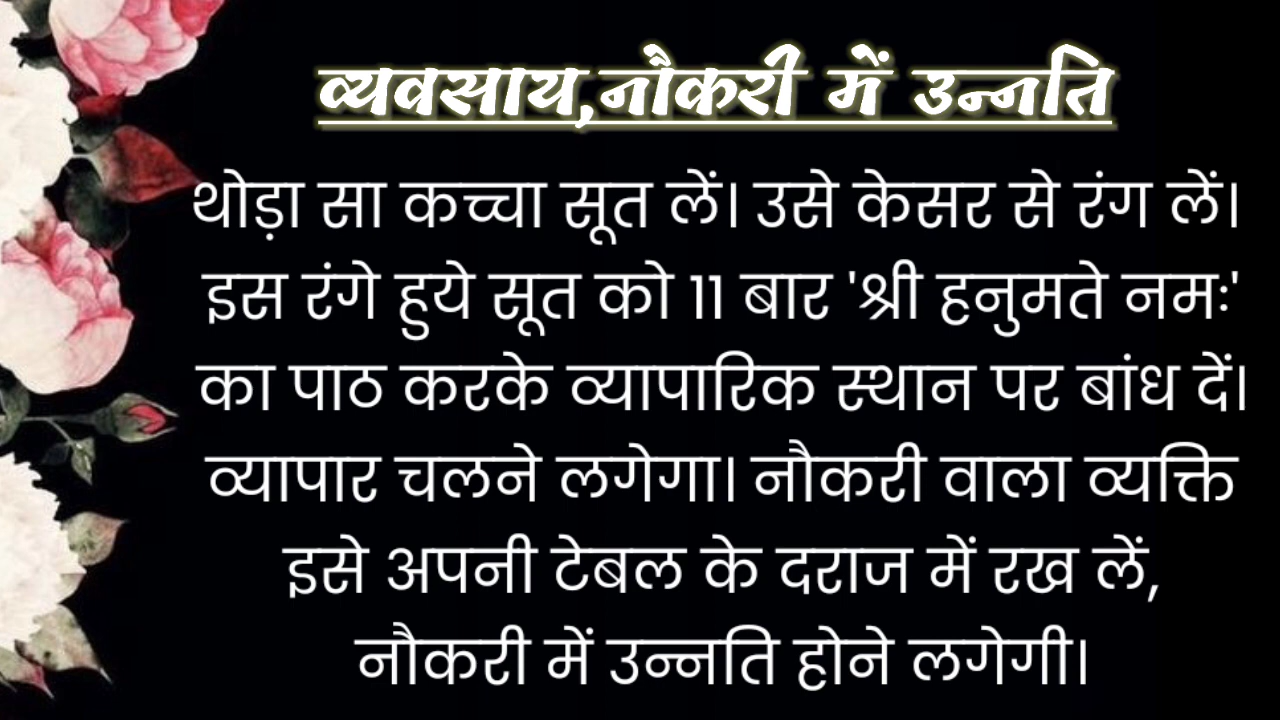 व्यवसाय,नौकरी में उन्नति
थोड़ा सा कच्चा सूत लें। उसे केसर से रंग लें।
इस रंगे हुये सूत को 11 बार 'श्री हनुमते नमः'
का पाठ करके व्यापारिक स्थान पर बांध दें।
व्यापार चलने लगेगा। नौकरी वाला व्यक्ति
इसे अपनी टेबल के दराज में रख लें,
नौकरी में उन्नति होने लगेगी।